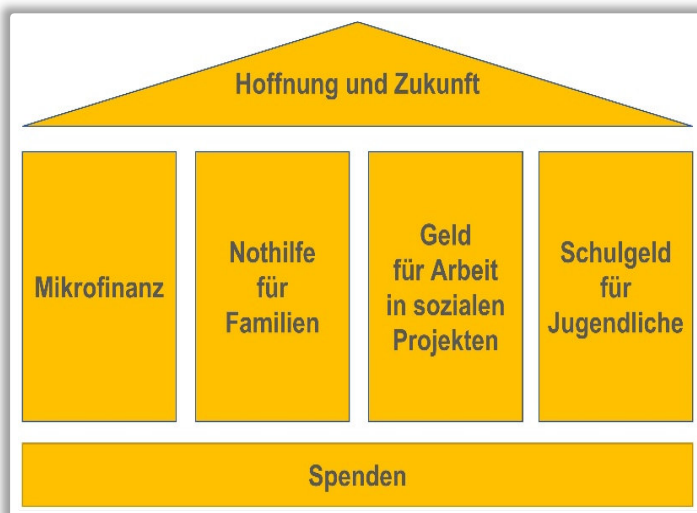 Hoffnung und Zukunft
Mikrofinanz
Nothilfe
für
Familien
Geld
für Arbeit
in sozialen
Projekten
Schulgeld
für
Jugendliche
Spenden